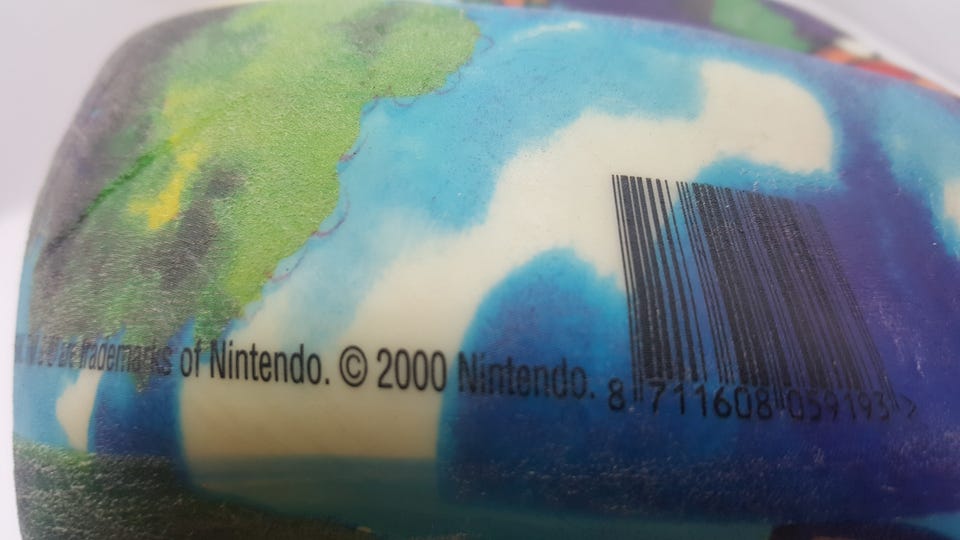 trademarks of Nintendo. © 2000 Nintendo.
8 711608 059193 >